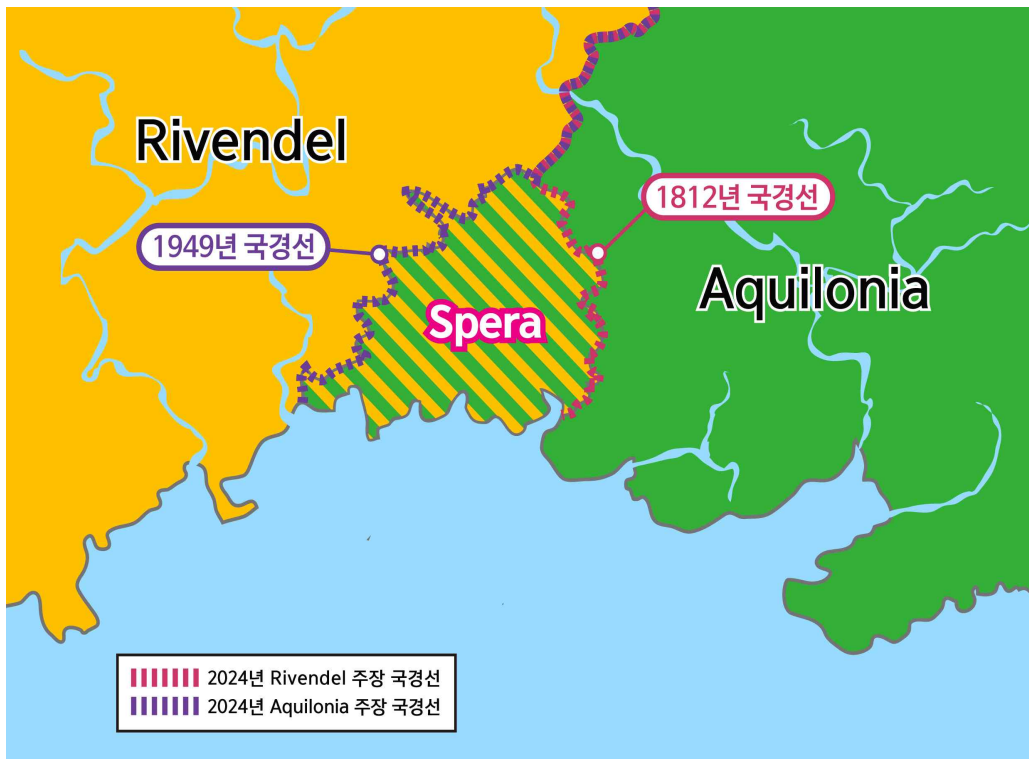 Rivendel
1812년 국경선
1949년 국경선
Aquilonia
Spera
2024년 Rivendel 주장 국경선
2024년 Aquilonia 주장 국경선